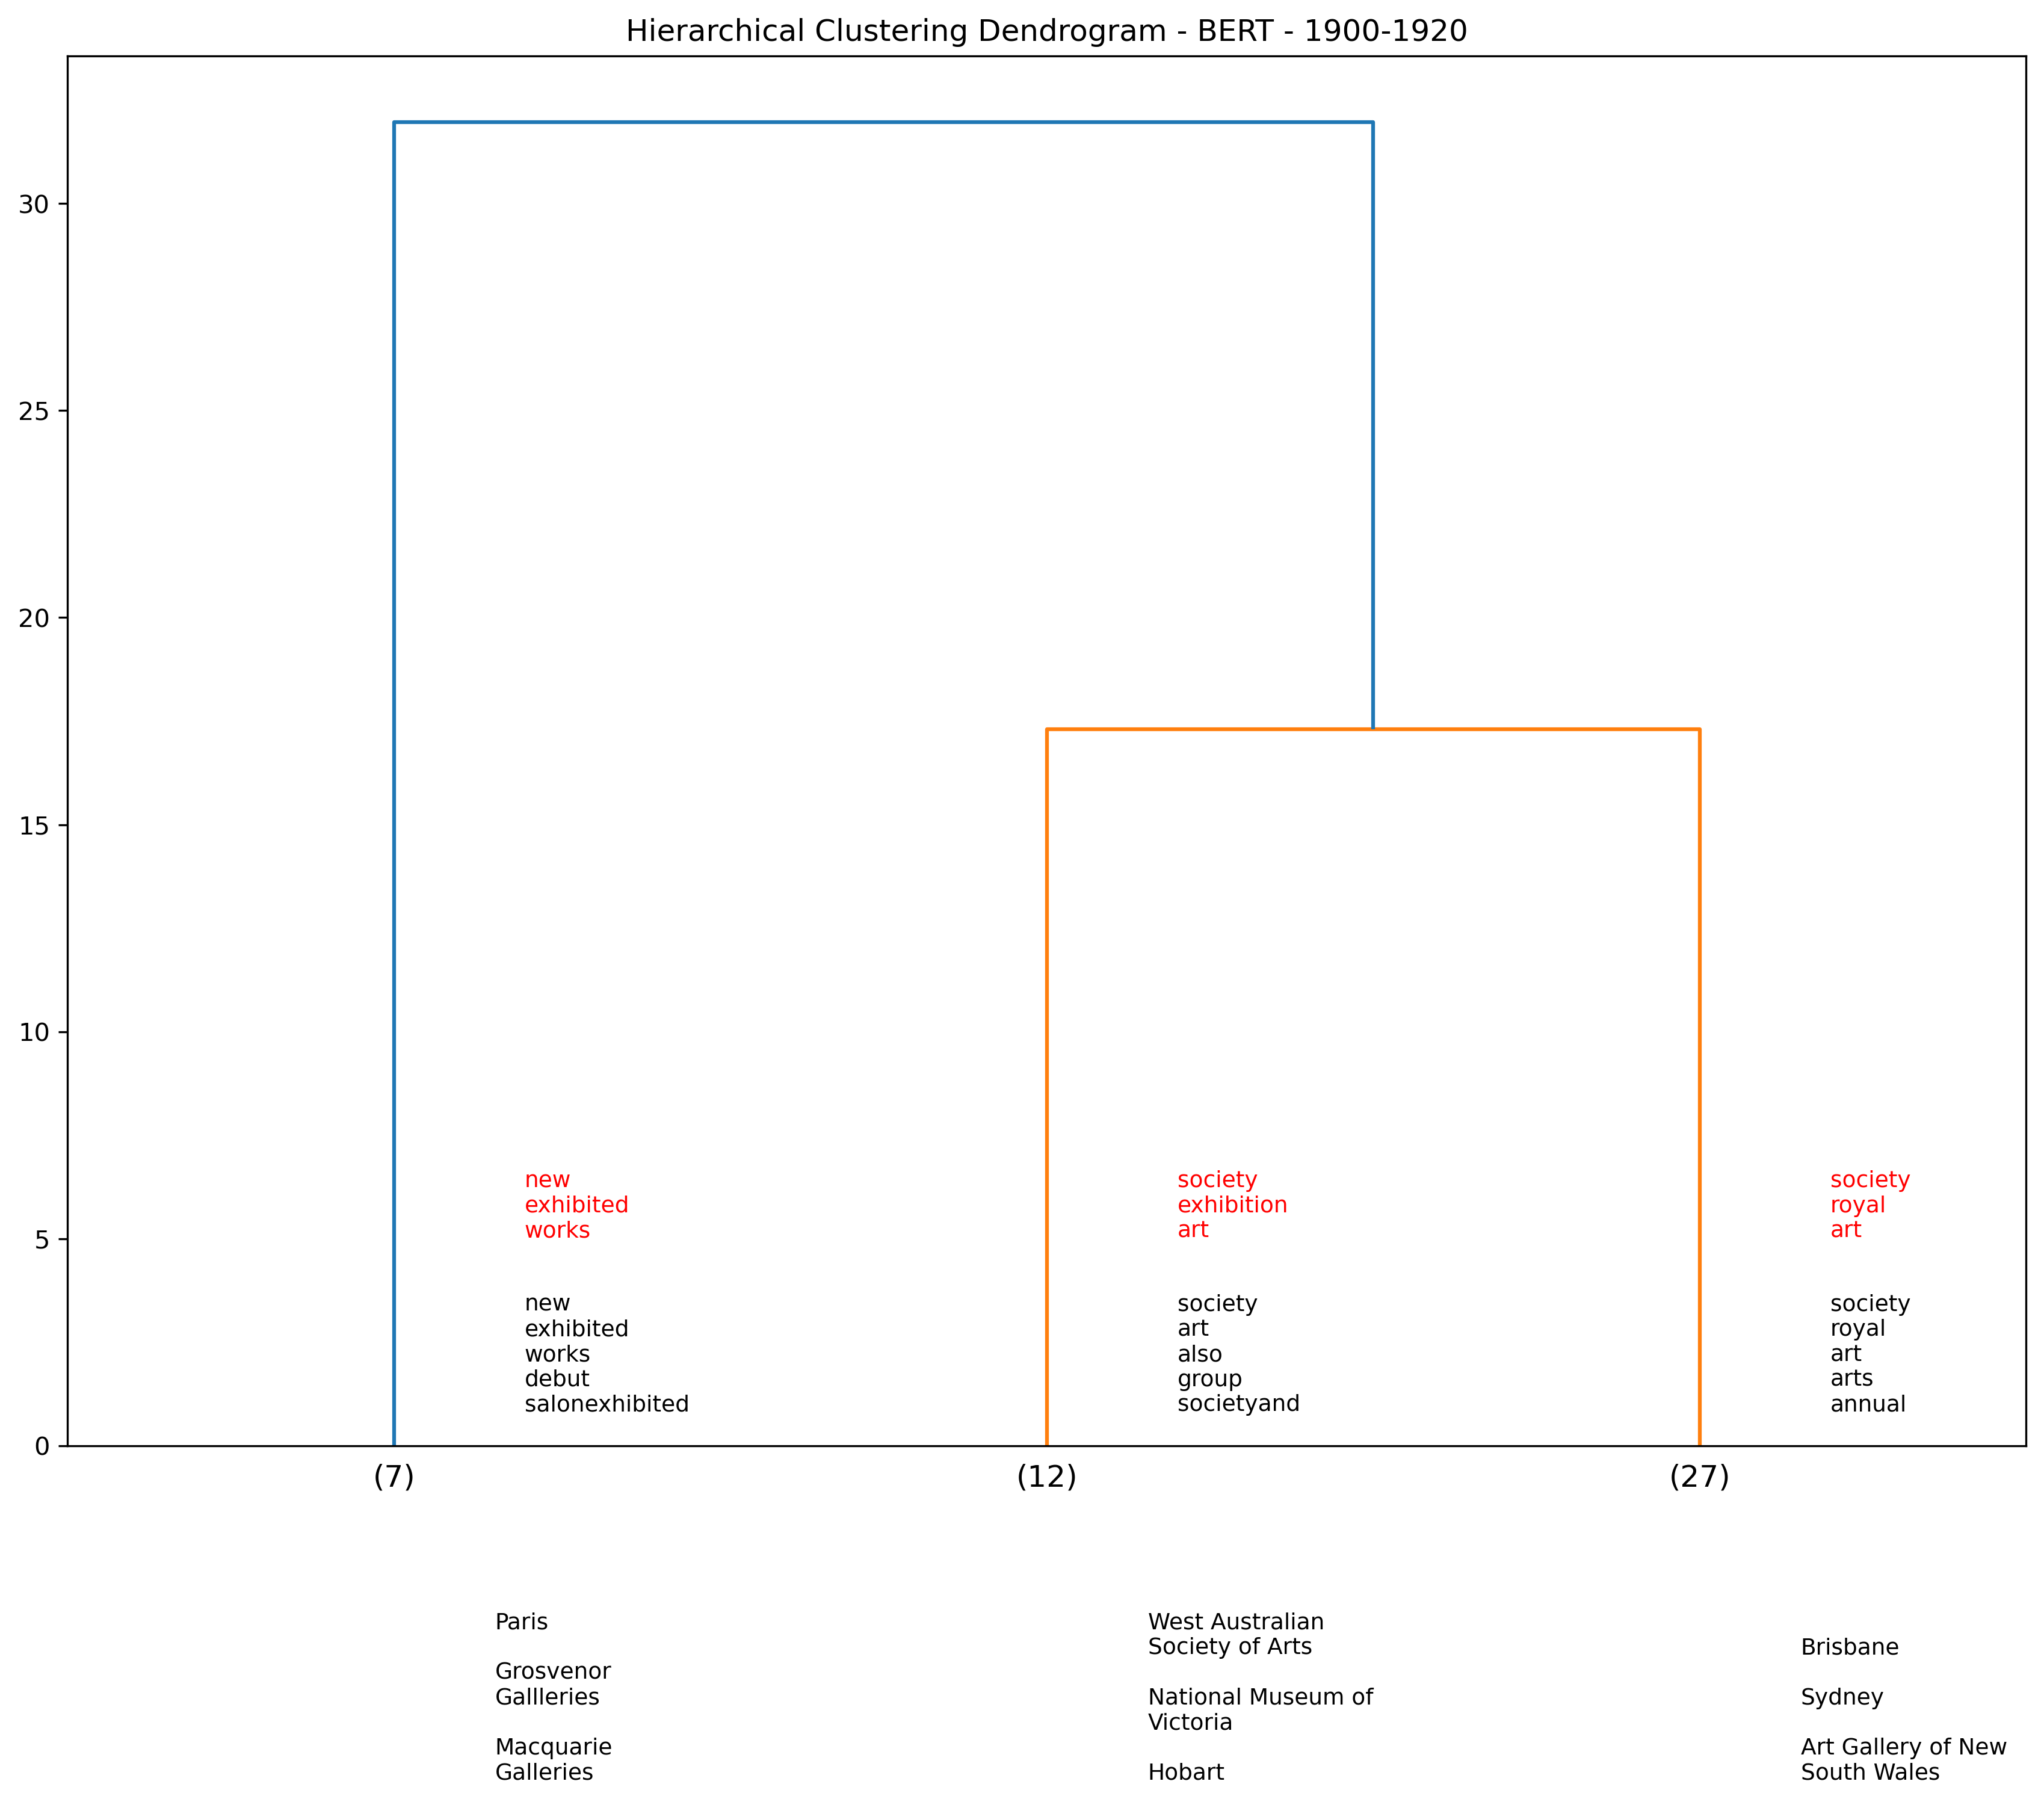 Hierarchical Clustering Dendrogram - BERT - 1900-1920
30
25
20
15
10
5
0
new
exhibited
works
new
exhibited
works
debut
salonexhibited
society
exhibition
art
society
art
also
group
societyand
society
royal
art
society
royal
art
arts
annual
(7)
(12)
(27)
Paris
Grosvenor
Gallleries
Macquarie
Galleries
West Australian
Society of Arts
National Museum of
Victoria
Hobart
Brisbane
Sydney
Art Gallery of New
South Wales